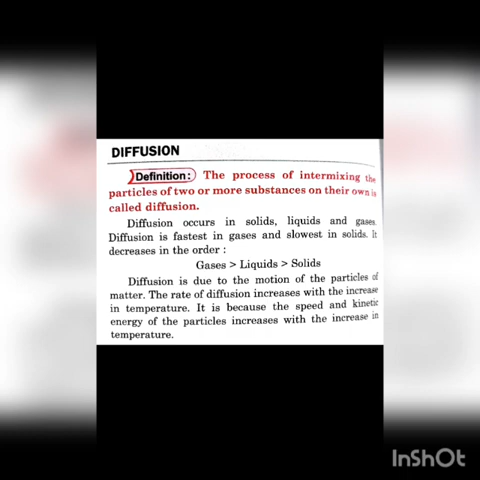 DIFFUSION
Definition: The process of intermixing the
particles of two or more substances on their own is
called diffusion.
Diffusion occurs in solids, liquids and gases.
Diffusion is fastest in gases and slowest in solids. It
decreases in the order :
Gases > Liquids > Solids
Diffusion is due to the motion of the particles of
matter. The rate of diffusion increases with the increase
in temperature. It is because the speed and kinetic
energy of the particles increases with the increase in
temperature.
InShOt